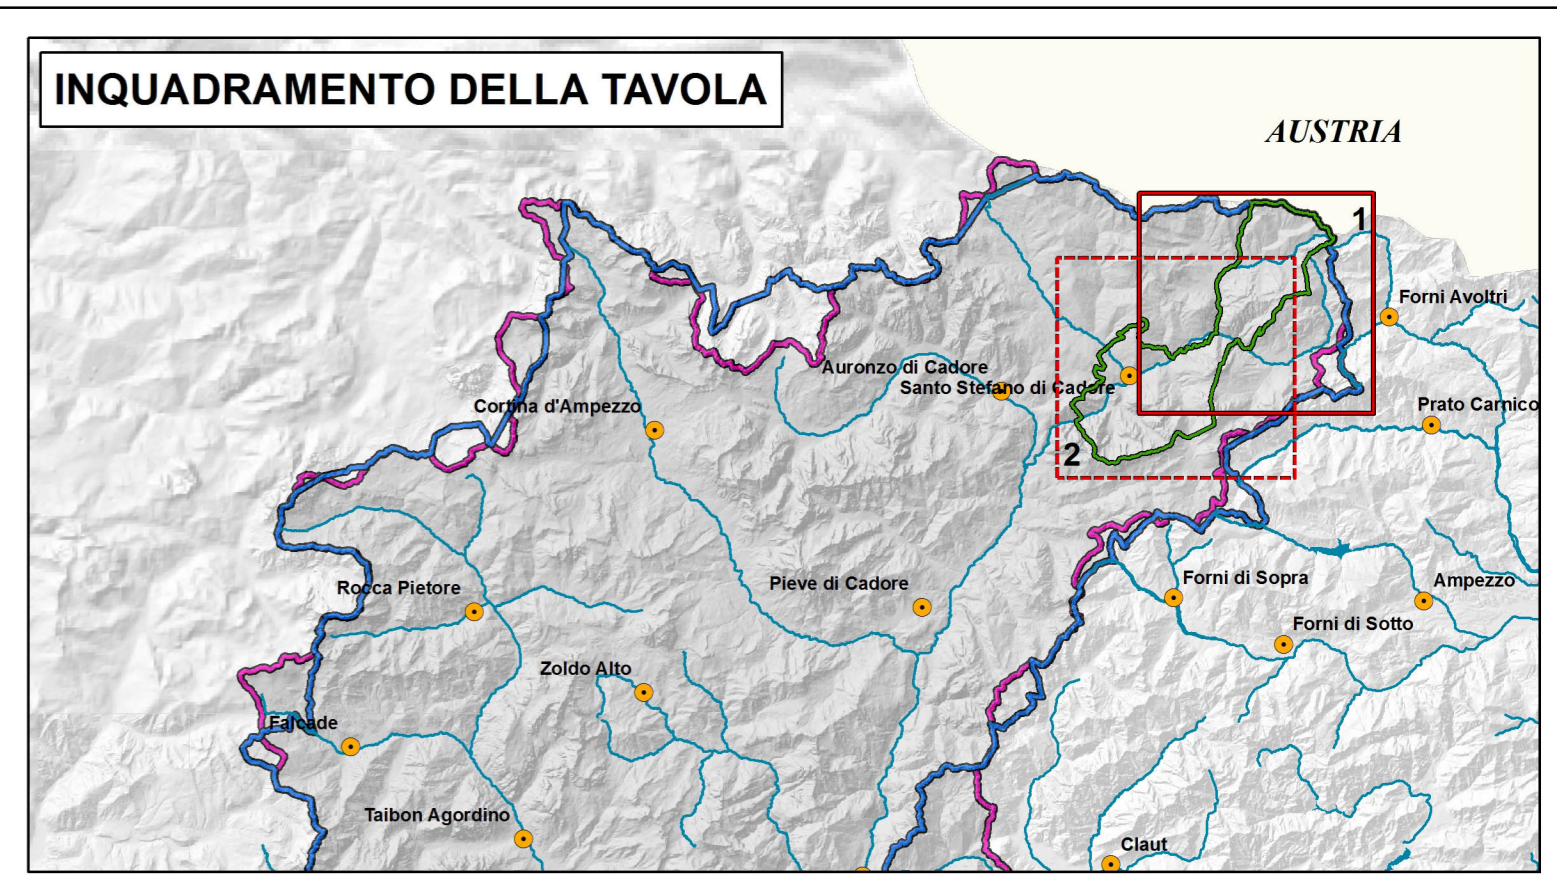 INQUADRAMENTO DELLA TAVOLA
AUSTRIA
1
Forni Avoltri
Auronzo di Cadore
Santo Stefano di Cadore
Cortina d'Ampezzo
Prato Carnico
2
Rocca Pietore
Pieve di Cadore
Forni di Sopra
Ampezzo
Forni di Sotto
Zoldo Alto
Falcade
Taibon Agordino
Claut